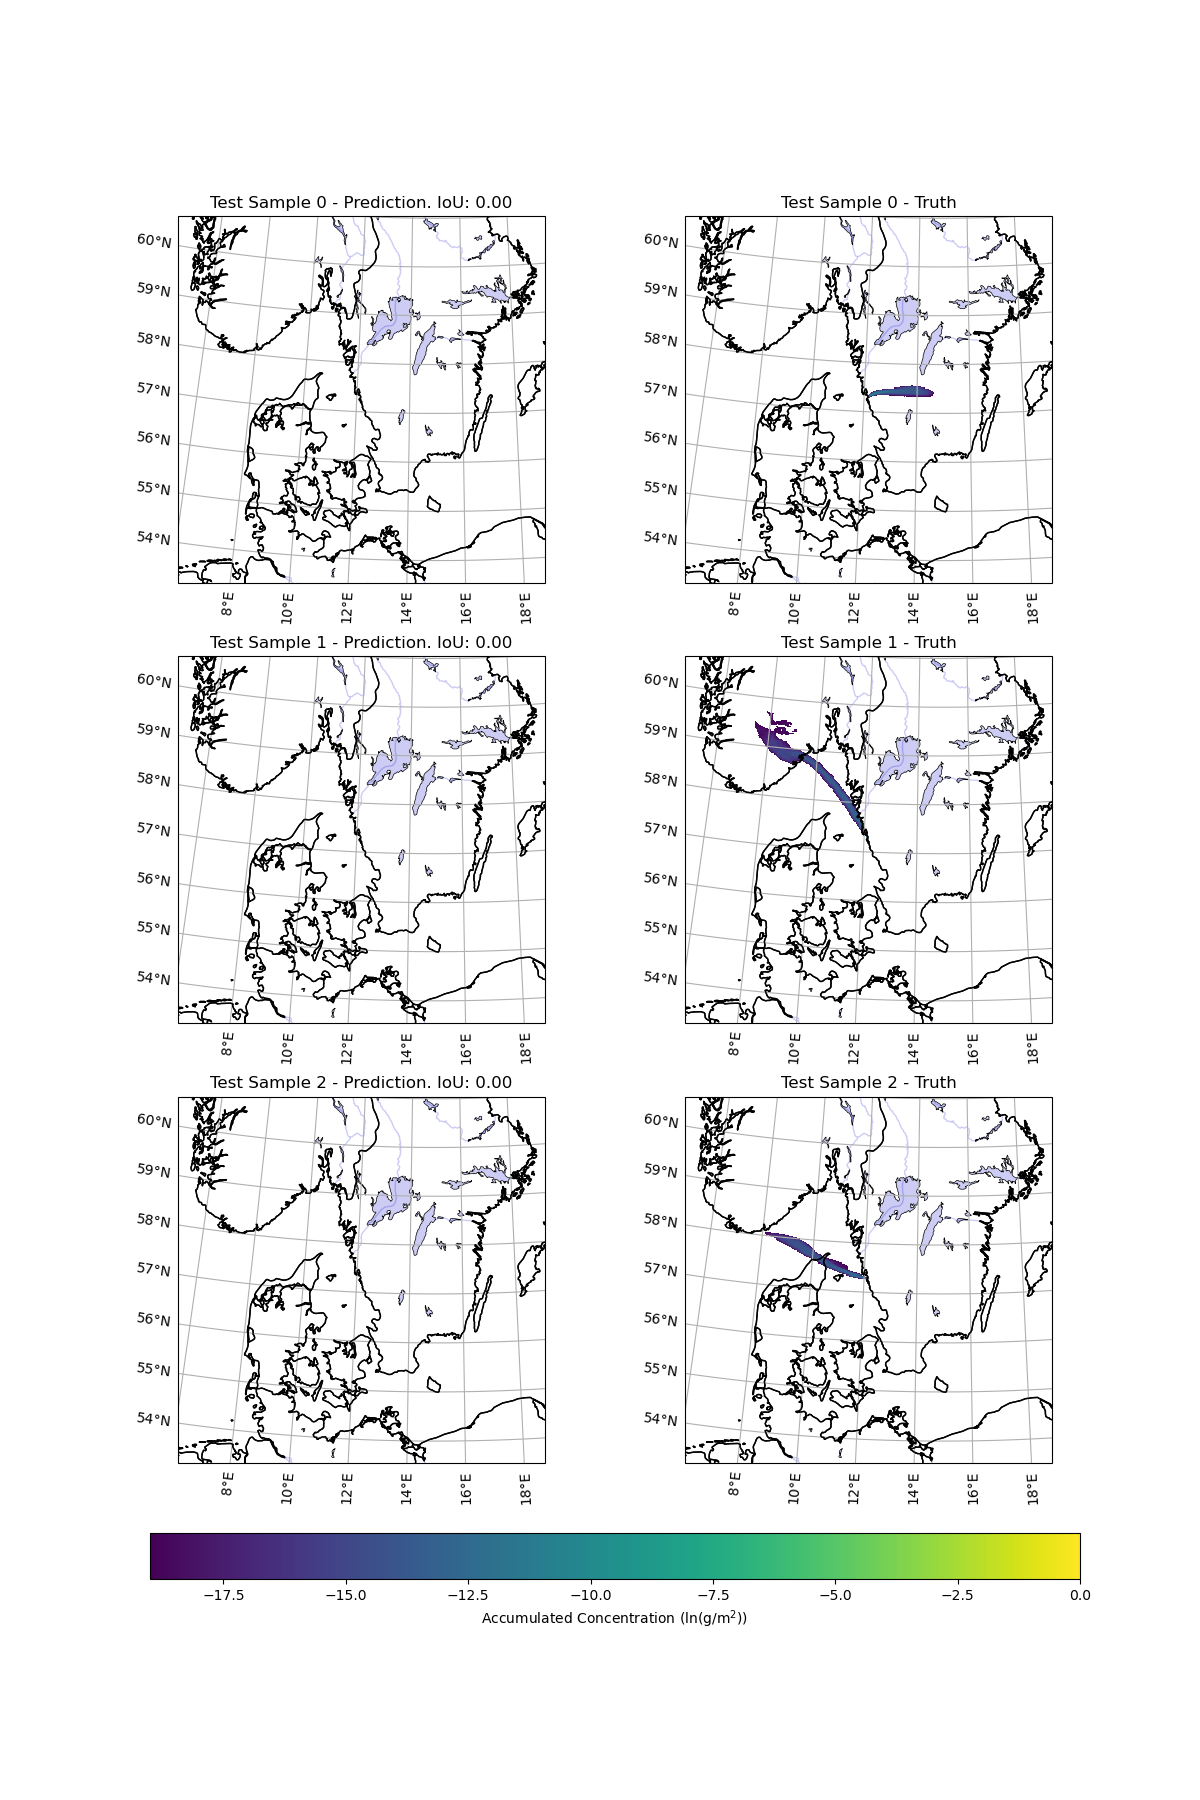 Test Sample 0 - Prediction. IoU: 0.00
60°N
59°N
58°N
57°N
56°N
55°N
54°N
8°E
10°E
12°E
14°E
16°E
18°E
Test Sample 0 - Truth
60°N
59°N
58°N
57°N
56°N
55°N
54°N
8°E
10°E
12°E
14°E
16°E
18°E
Test Sample 1 - Prediction. IoU: 0.00
60°N
59°N
58°N
57°N
56°N
55°N
54°N
8°E
10°E
12°E
14°E
16°E
18°E
Test Sample 1 - Truth
60°N
59°N
58°N
57°N
56°N
55°N
54°N
8°E
10°E
12°E
14°E
16°E
18°E
Test Sample 2 - Prediction. IoU: 0.00
60°N
59°N
58°N
57°N
56°N
55°N
54°N
8°E
10°E
12°E
14°E
16°E
18°E
Test Sample 2 - Truth
60°N
59°N
58°N
57°N
56°N
55°N
54°N
8°E
10°E
12°E
14°E
16°E
18°E
−17.5 −15.0 −12.5 −10.0 −7.5 −5.0 −2.5 0.0
Accumulated Concentration (ln(g/m²))